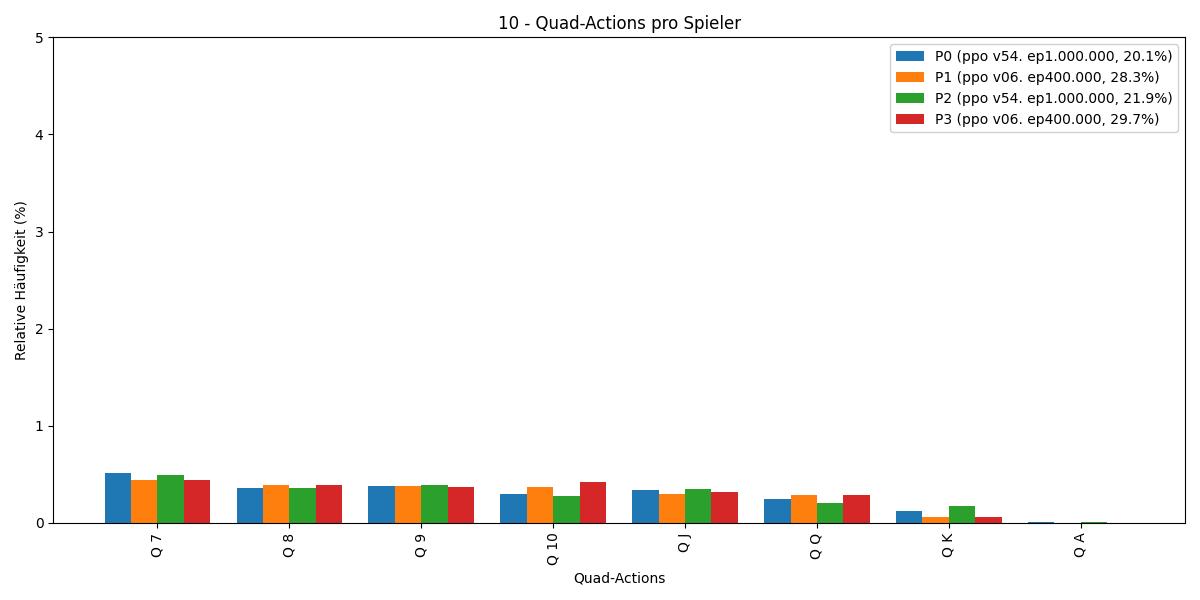 10 - Quad-Actions pro Spieler
P0 (ppo v54. ep1.000.000, 20.1%)
P1 (ppo v06. ep400.000, 28.3%)
P2 (ppo v54. ep1.000.000, 21.9%)
P3 (ppo v06. ep400.000, 29.7%)
Relative Häufigkeit (%)
5
4
3
2
1
0
Q 7
Q 8
Q 9
Q 10
Q J
Q Q
Q K
Q A
Quad-Actions